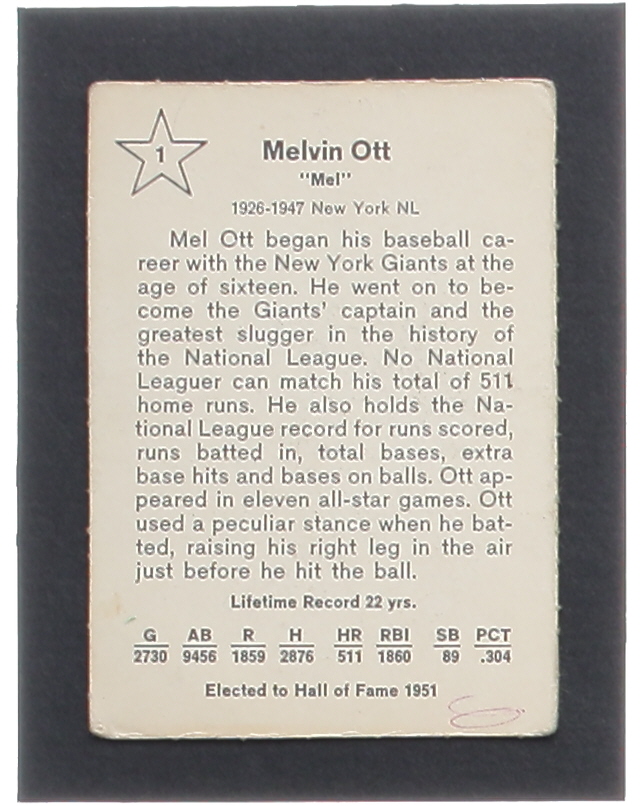 1
Melvin Ott
"Mel"
1926-1947 New York NL
Mel Ott began his baseball ca-
reer with the New York Giants at the
age of sixteen. He went on to be-
come the Giants' captain and the
greatest slugger in the history of
the National League. No National
Leaguer can match his total of 511
home runs. He also holds the Na-
tional League record for runs scored,
runs batted in, total bases, extra
base hits and bases on balls. Ott ap-
peared in eleven all-star games. Ott
used a peculiar stance when he bat-
ted, raising his right leg in the air
just before he hit the ball.
Lifetime Record 22 yrs.
G AB R H HR RBI SB PCT
2730 9456 1859 2876 511 1860 89 .304
Elected to Hall of Fame 1951